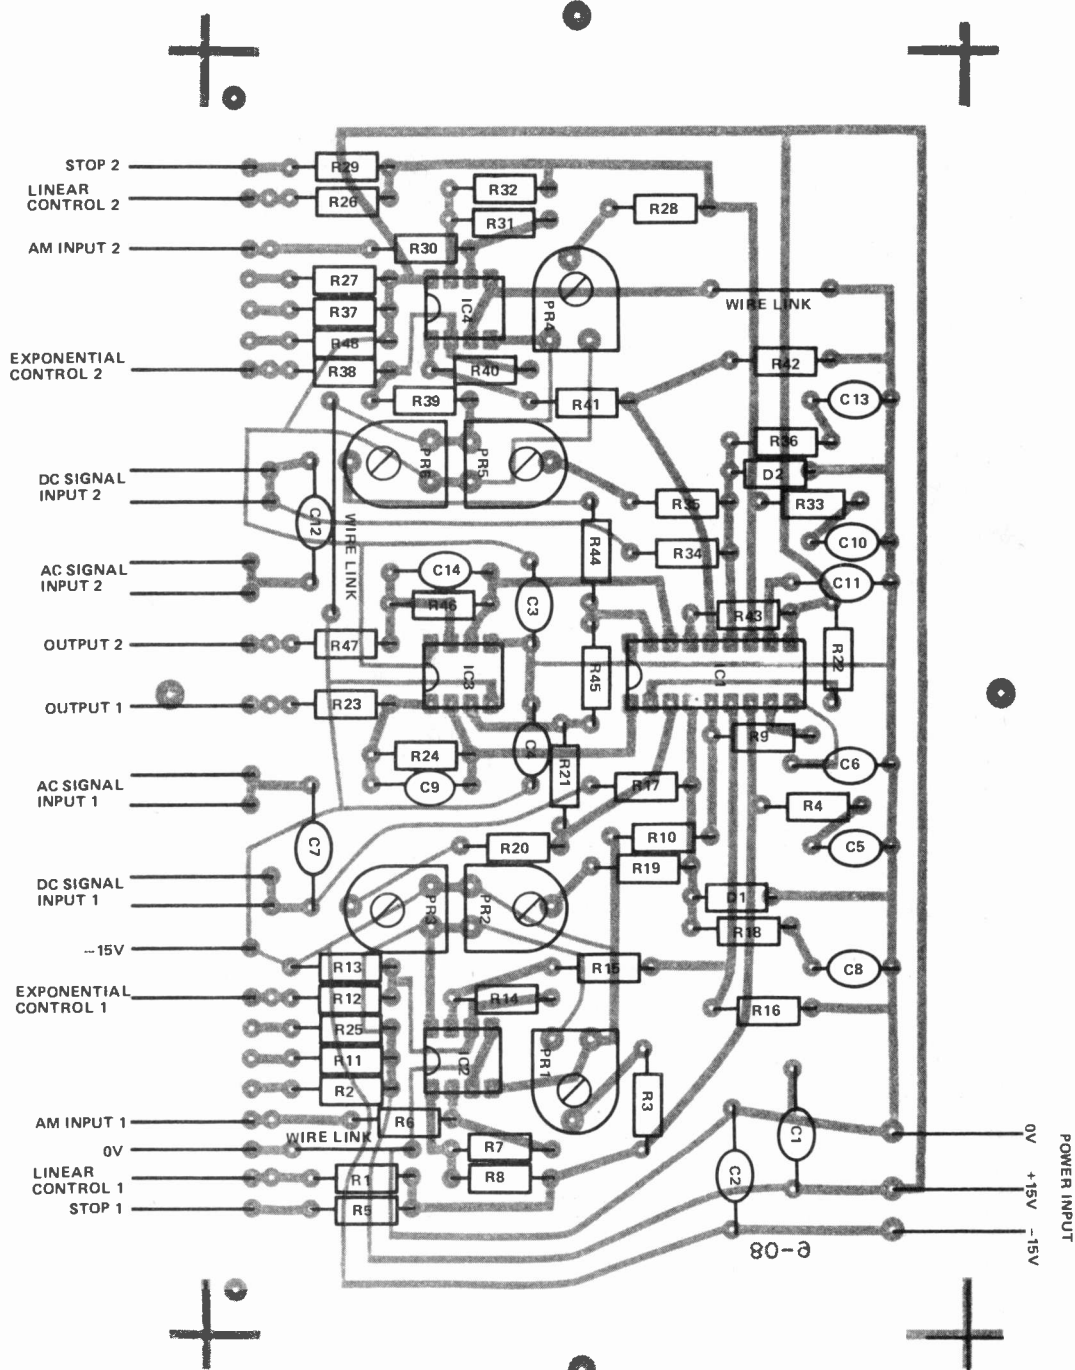 STOP 2
R29
LINEAR
CONTROL 2
R26
R32
R31
R28
AM INPUT 2
R30
R27
R37
IC4
PR4
WIRE LINK
R48
EXPONENTIAL
CONTROL 2
R38
R40
R42
R39
R41
C13
R36
PR6
PR5
D2
DC SIGNAL
INPUT 2
R35
R33
C12
WIRE LINK
R44
R34
C10
AC SIGNAL
INPUT 2
C14
C11
R46
C3
R43
OUTPUT 2
R47
IC3
R45
IC1
R22
OUTPUT 1
R23
R24
C4
R9
AC SIGNAL
INPUT 1
C9
R21
R17
C6
R4
C7
R20
R10
C5
R19
DC SIGNAL
INPUT 1
PR3
PR2
D1
R18
--15V
R13
R15
C8
EXPONENTIAL
CONTROL 1
R12
R14
R16
R25
R11
IC2
PR1
R2
R3
AM INPUT 1
R6
C1
0V
WIRE LINK
R7
0V
LINEAR
CONTROL 1
R1
R8
C2
+15V
POWER INPUT
STOP 1
R5
-15V
e-08